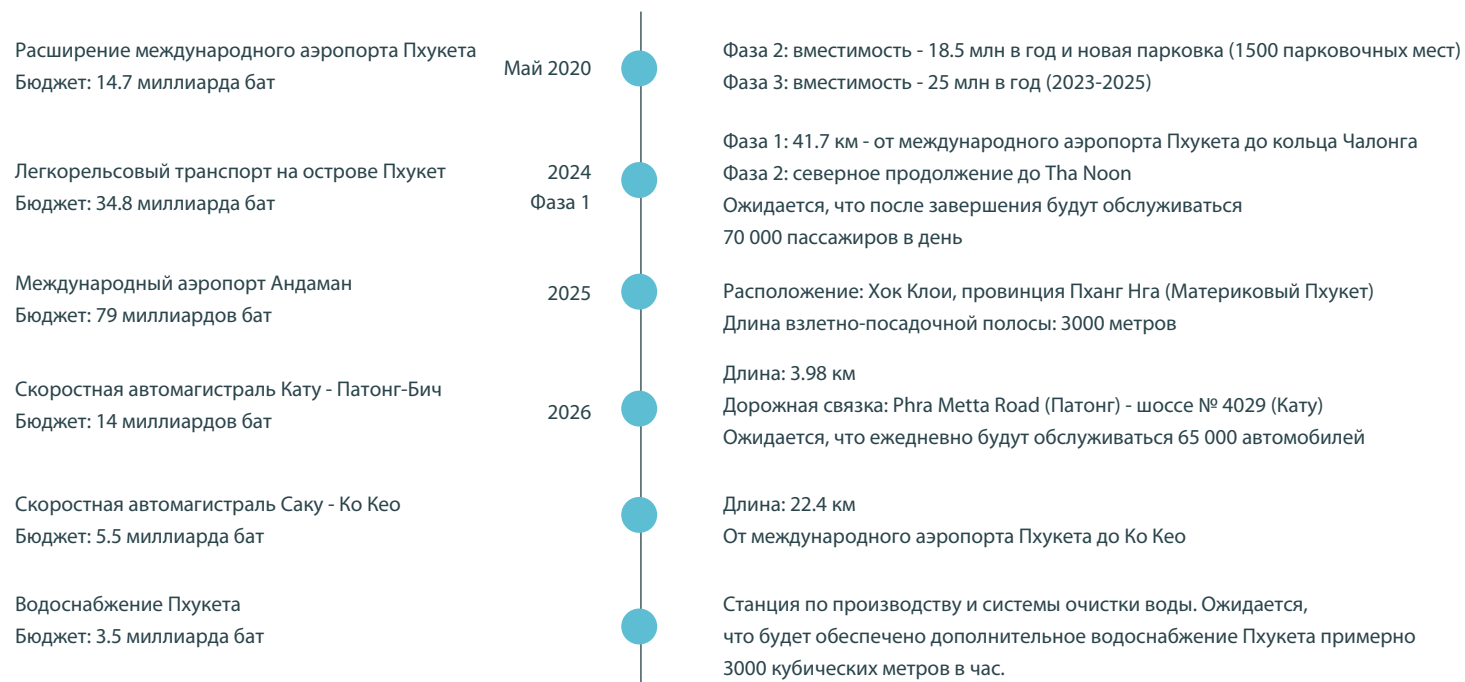 Расширение международного аэропорта Пхукета
Бюджет: 14.7 миллиарда бат
Май 2020
Фаза 2: вместимость - 18.5 млн в год и новая парковка (1500 парковочных мест)
Фаза 3: вместимость - 25 млн в год (2023-2025)
Легкорельсовый транспорт на острове Пхукет
Бюджет: 34.8 миллиарда бат
2024
Фаза 1
Фаза 1: 41.7 км - от международного аэропорта Пхукета до кольца Чалонга
Фаза 2: северное продолжение до Tha Noon
Ожидается, что после завершения будут обслуживаться
70 000 пассажиров в день
Международный аэропорт Андаман
Бюджет: 79 миллиардов бат
2025
Расположение: Хок Клои, провинция Пханг Нга (Материковый Пхукет)
Длина взлетно-посадочной полосы: 3000 метров
Скоростная автомагистраль Кату - Патонг-Бич
Бюджет: 14 миллиардов бат
2026
Длина: 3.98 км
Дорожная связка: Phra Metta Road (Патонг) - шоссе № 4029 (Кату)
Ожидается, что ежедневно будут обслуживаться 65 000 автомобилей
Скоростная автомагистраль Саку - Ко Кео
Бюджет: 5.5 миллиарда бат
Длина: 22.4 км
От международного аэропорта Пхукета до Ко Кео
Водоснабжение Пхукета
Бюджет: 3.5 миллиарда бат
Станция по производству и системы очистки воды. Ожидается,
что будет обеспечено дополнительное водоснабжение Пхукета примерно
3000 кубических метров в час.